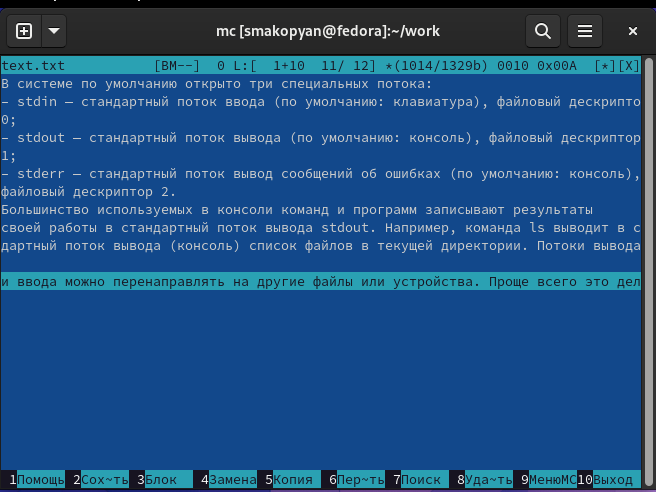 mc [smakopyan@fedora]:~/work
text.txt [BM--] 0 L:[ 1+10 11/ 12] *(1014/1329b) 0010 0x00A [*][X]
В системе по умолчанию открыто три специальных потока:
– stdin — стандартный поток ввода (по умолчанию: клавиатура), файловый дескрипто
0;
– stdout — стандартный поток вывода (по умолчанию: консоль), файловый дескриптор
1;
– stderr — стандартный поток вывод сообщений об ошибках (по умолчанию: консоль),
файловый дескриптор 2.
Большинство используемых в консоли команд и программ записывают результаты
своей работы в стандартный поток вывода stdout. Например, команда ls выводит в с
дартный поток вывода (консоль) список файлов в текущей директории. Потоки вывода
и ввода можно перенаправлять на другие файлы или устройства. Проще всего это дел
1Помощь 2Сох~ть 3Блок 4Замена 5Копия 6Пер~ть 7Поиск 8Уда~ть 9МенюMC 10Выход